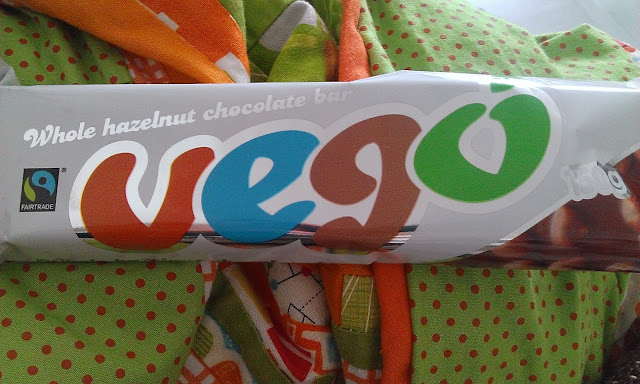 Whole hazelnut chocolate bar
vego
FAIRTRADE